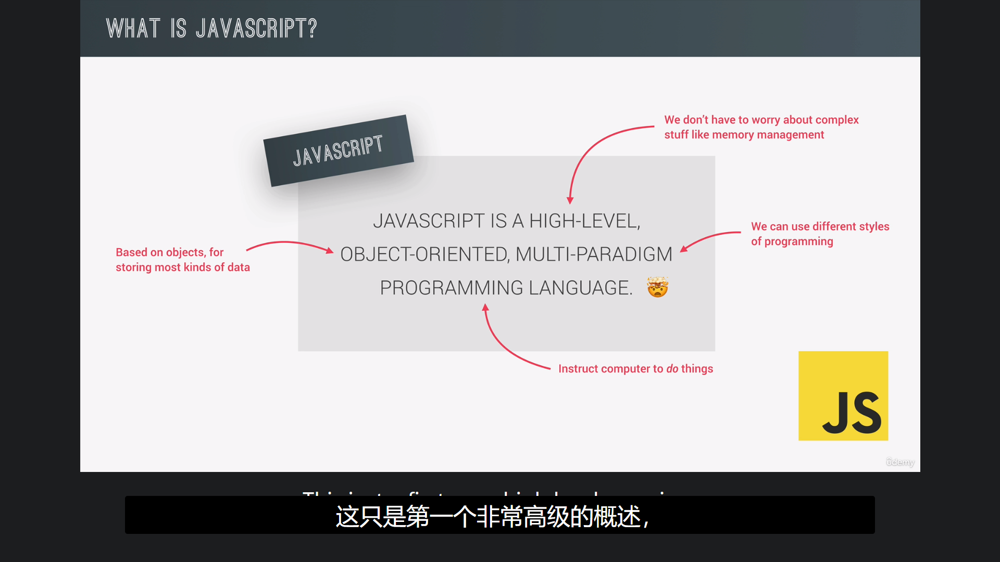 WHAT IS JAVASCRIPT?
JAVASCRIPT
We don't have to worry about complex
stuff like memory management
JAVASCRIPT IS A HIGH-LEVEL,
OBJECT-ORIENTED, MULTI-PARADIGM
PROGRAMMING LANGUAGE. 🤯
We can use different styles
of programming
Based on objects, for
storing most kinds of data
Instruct computer to do things
JS
ûdemy
这只是第一个非常高级的概述，